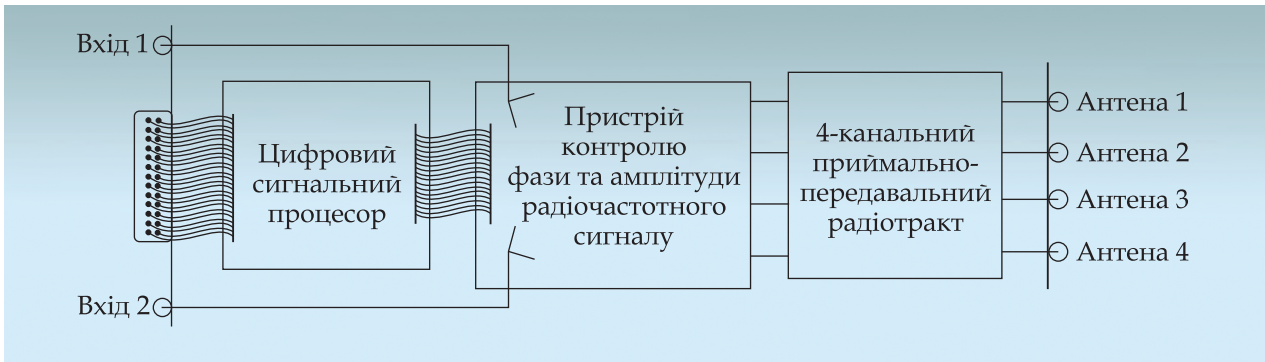 Вхід 1
Цифровий
сигнальний
процесор
Вхід 2
Пристрій
контролю
фази та амплітуди
радіочастотного
сигналу
4-канальний
приймально-
передавальний
радіотракт
Антена 1
Антена 2
Антена 3
Антена 4